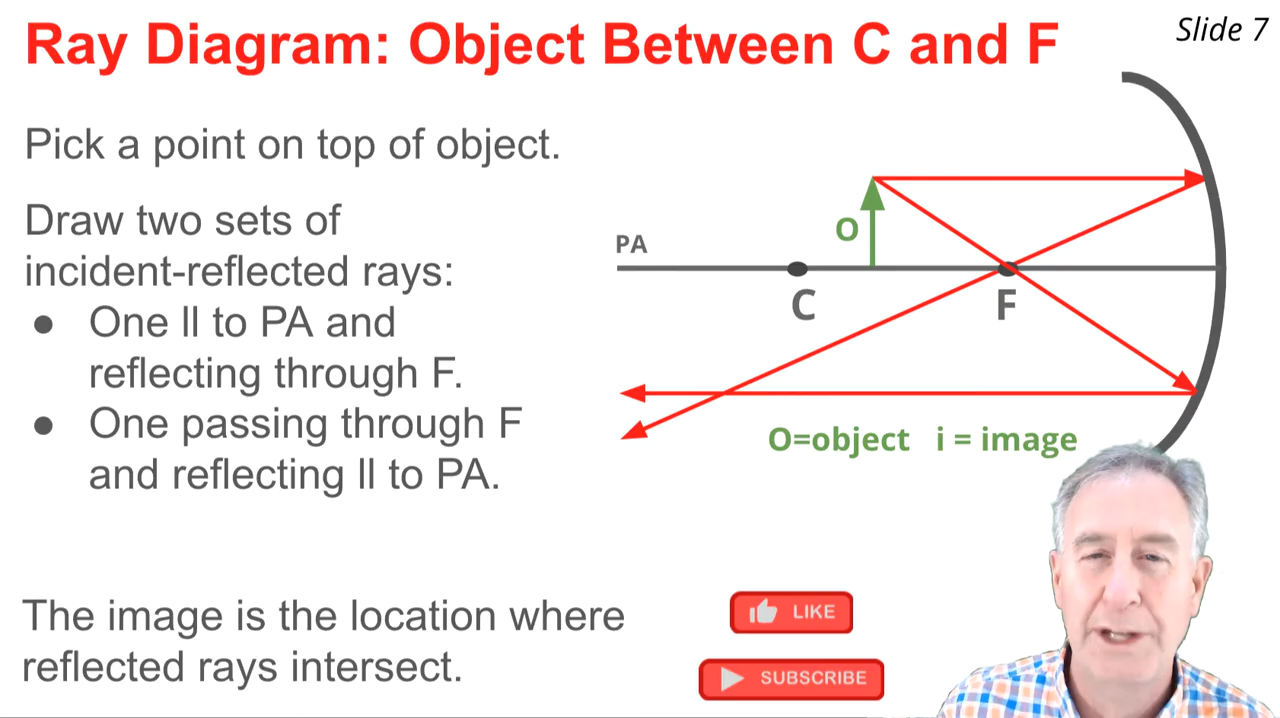 Ray Diagram: Object Between C and F
Slide 7
Pick a point on top of object.
Draw two sets of
incident-reflected rays:
● One ll to PA and
reflecting through F.
● One passing through F
and reflecting ll to PA.
The image is the location where
reflected rays intersect.
PA
O
C
F
O=object i = image
LIKE
SUBSCRIBE